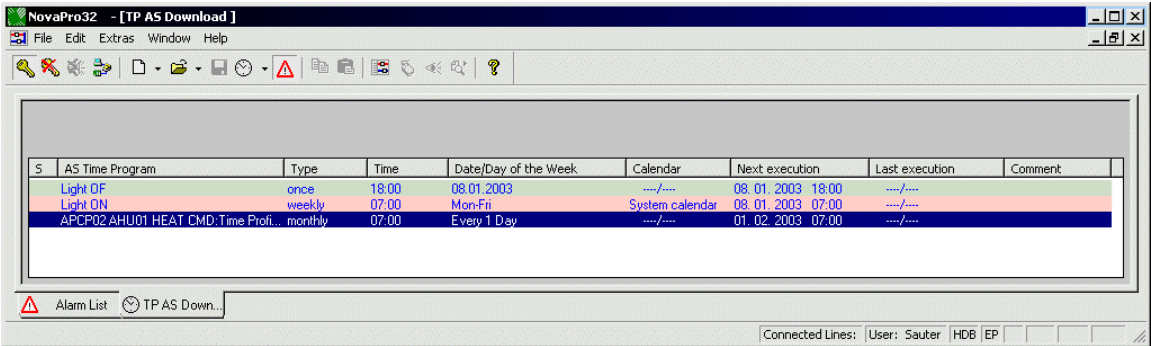 NovaPro32 - [TP AS Download ]
File Edit Extras Window Help
S AS Time Program Type Time Date/Day of the Week Calendar Next execution Last execution Comment
Light OF once 18:00 08.01.2003 ----/---- 08. 01. 2003 18:00 ----/----
Light ON weekly 07:00 Mon-Fri System calendar 08. 01. 2003 07:00 ----/----
APCP02 AHU01 HEAT CMD:Time Profi... monthly 07:00 Every 1 Day ----/---- 01. 02. 2003 07:00 ----/----
Alarm List TP AS Down...
Connected Lines: User: Sauter HDB EP